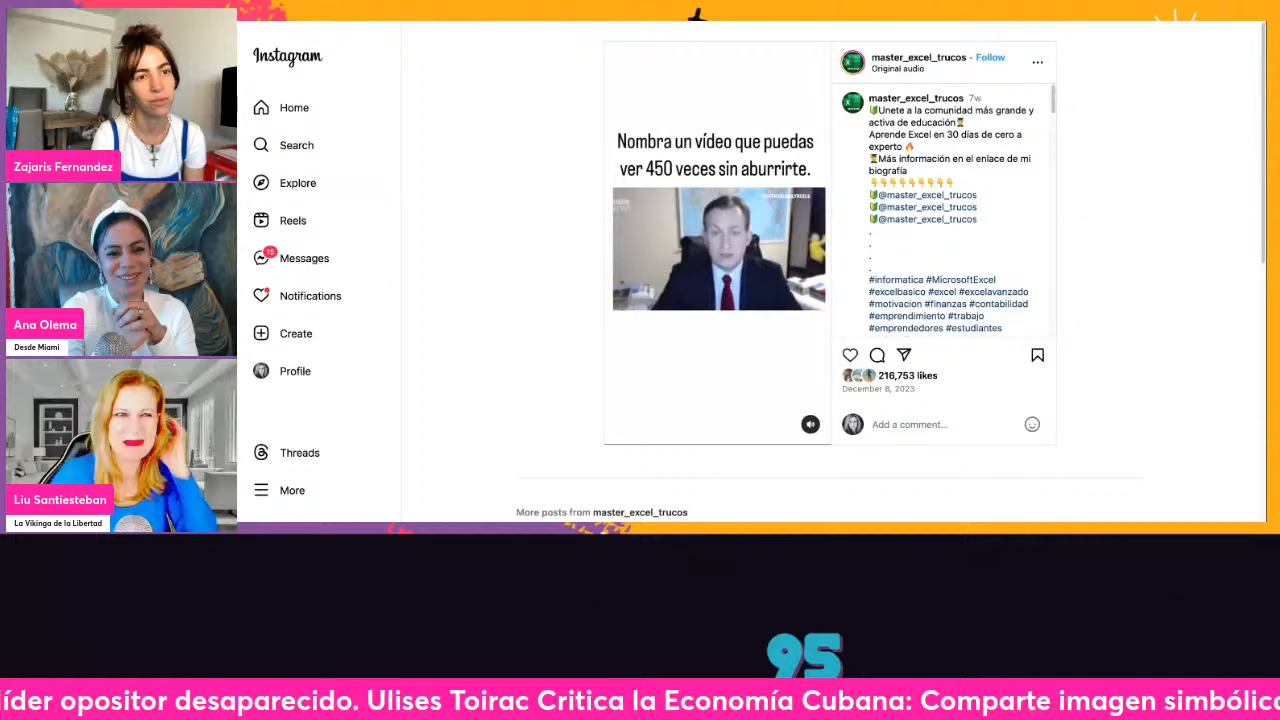 Zajaris Fernandez
Ana Olema
Desde Miami
Liu Santiesteban
La Vikinga de la Libertad
Instagram
Home
Search
Explore
Reels
15
Messages
Notifications
Create
Profile
Threads
More
Nombra un vídeo que puedas
ver 450 veces sin aburrirte.
master_excel_trucos - Follow
Original audio
master_excel_trucos 7w
Unete a la comunidad más grande y
activa de educación
Aprende Excel en 30 días de cero a
experto
Más información en el enlace de mi
biografía
@master_excel_trucos
@master_excel_trucos
@master_excel_trucos
.
.
.
.
#informatica #MicrosoftExcel
#excelbasico #excel #excelavanzado
#motivacion #finanzas #contabilidad
#emprendimiento #trabajo
#emprendedores #estudiantes
216,753 likes
December 8, 2023
Add a comment...
More posts from master_excel_trucos
95
líder opositor desaparecido. Ulises Toirac Critica la Economía Cubana: Comparte imagen simbólica